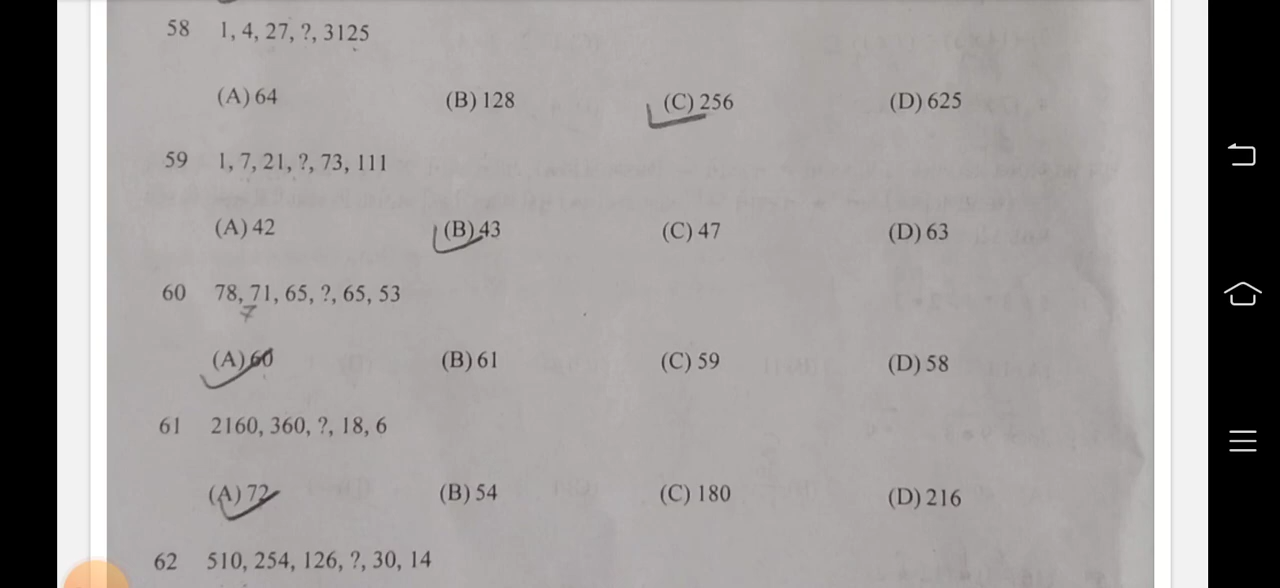 58 1, 4, 27, ?, 3125
(A) 64 (B) 128 (C) 256 (D) 625
59 1, 7, 21, ?, 73, 111
(A) 42 (B) 43 (C) 47 (D) 63
60 78, 71, 65, ?, 65, 53
7
(A) 60 (B) 61 (C) 59 (D) 58
61 2160, 360, ?, 18, 6
(A) 72 (B) 54 (C) 180 (D) 216
62 510, 254, 126, ?, 30, 14